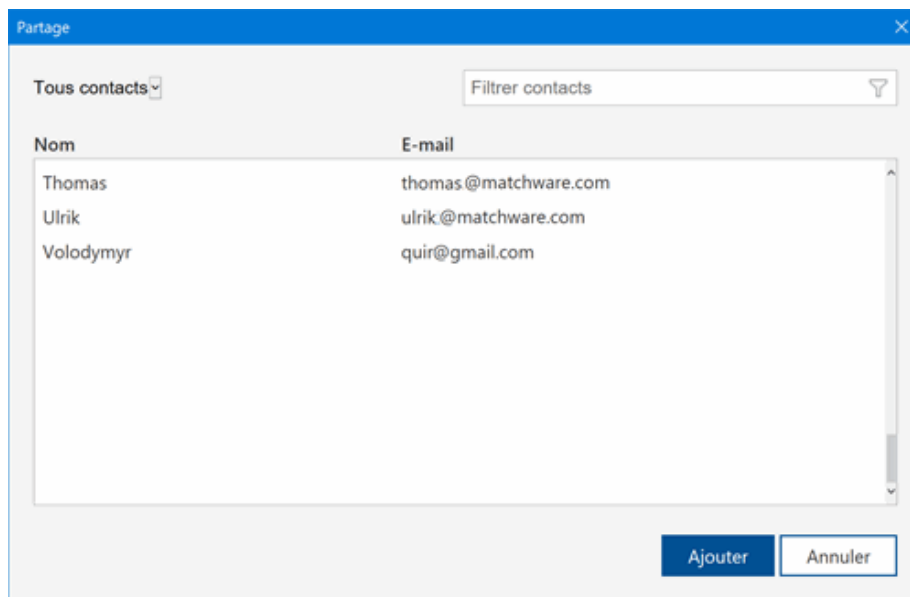 Partage
Tous contacts
Filtrer contacts
Nom E-mail
Thomas thomas@matchware.com
Ulrik ulrik@matchware.com
Volodymyr quir@gmail.com
Ajouter Annuler